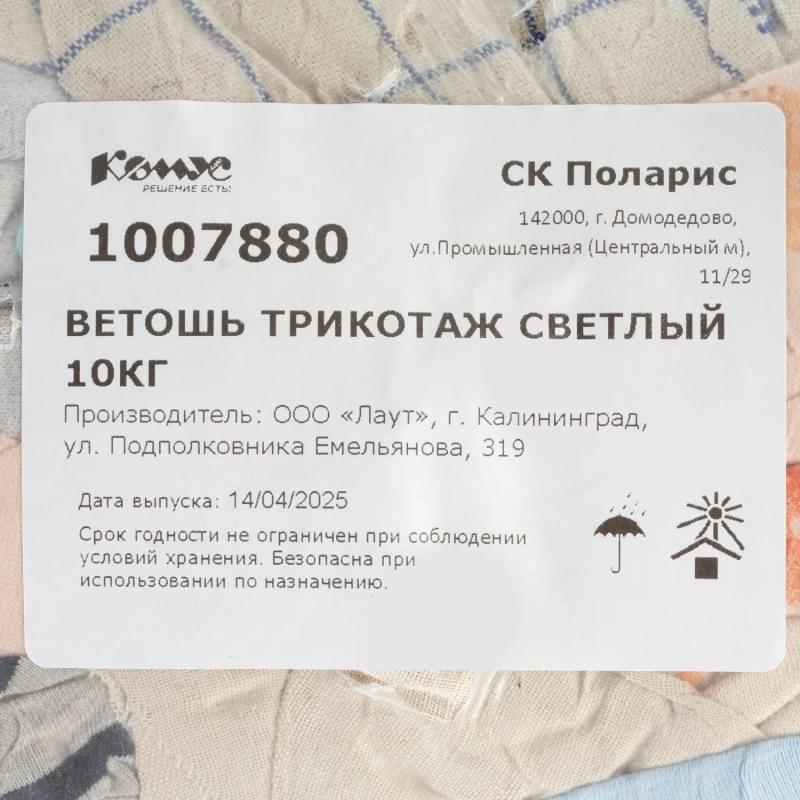 Комус
РЕШЕНИЕ ЕСТЬ!
1007880
СК Поларис
142000, г. Домодедово,
ул.Промышленная (Центральный м),
11/29
ВЕТОШЬ ТРИКОТАЖ СВЕТЛЫЙ
10КГ
Производитель: ООО «Лаут», г. Калининград,
ул. Подполковника Емельянова, 319
Дата выпуска: 14/04/2025
Срок годности не ограничен при соблюдении
условий хранения. Безопасна при
использовании по назначению.